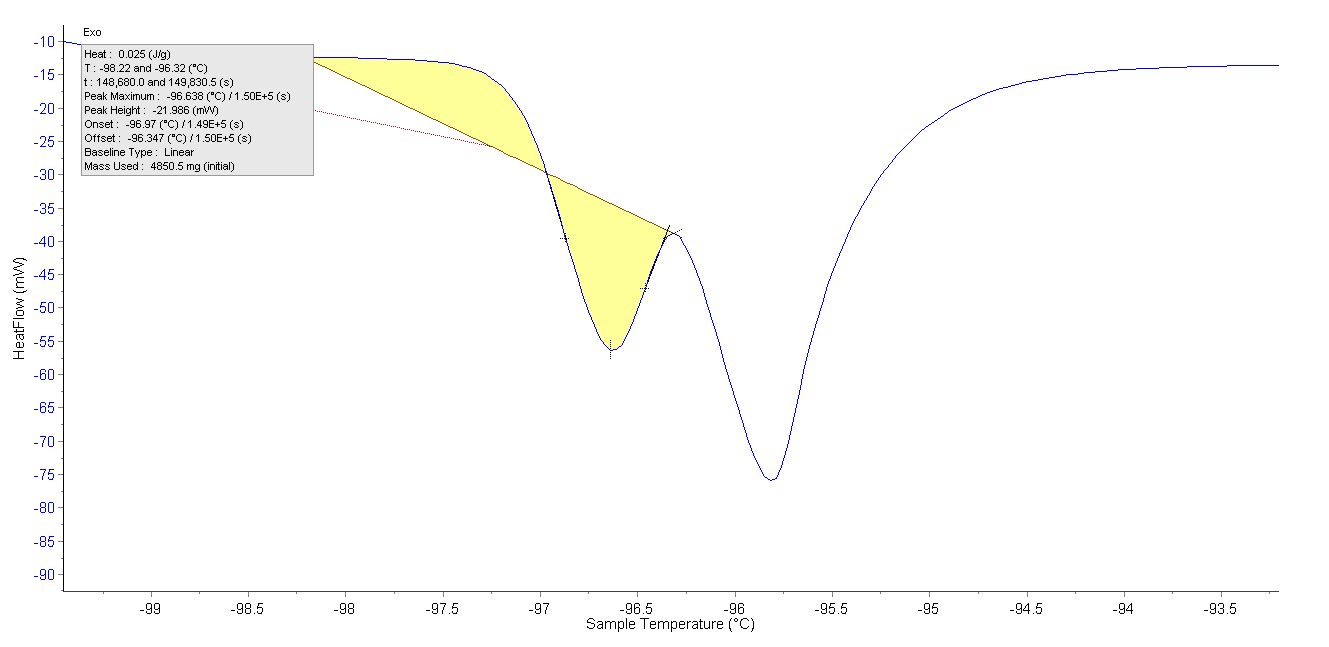 Exo
Heat : 0.025 (J/g)
T : -98.22 and -96.32 (°C)
t : 148,680.0 and 149,830.5 (s)
Peak Maximum : -96.638 (°C) / 1.50E+5 (s)
Peak Height : -21.986 (mW)
Onset : -96.97 (°C) / 1.49E+5 (s)
Offset : -96.347 (°C) / 1.50E+5 (s)
Baseline Type : Linear
Mass Used : 4850.5 mg (initial)
-10
-15
-20
-25
-30
-35
-40
-45
-50
-55
-60
-65
-70
-75
-80
-85
-90
HeatFlow (mW)
-99 -98.5 -98 -97.5 -97 -96.5 -96 -95.5 -95 -94.5 -94 -93.5
Sample Temperature (°C)